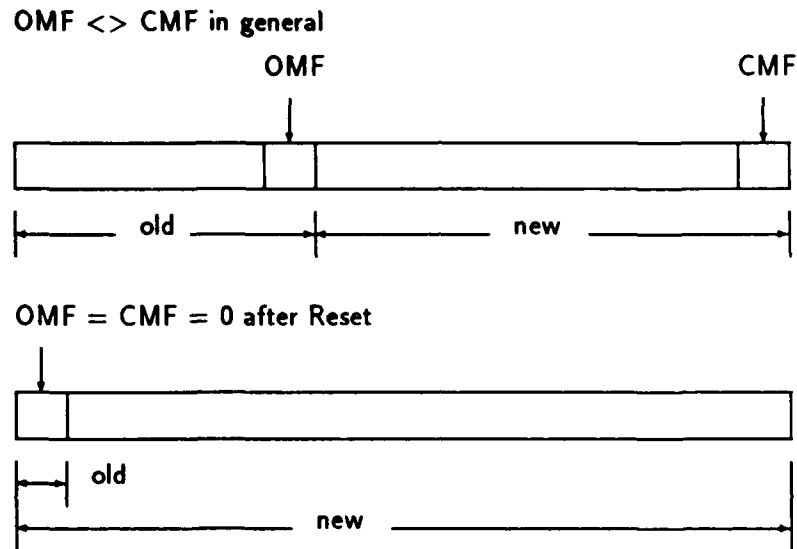 OMF <> CMF in general
OMF CMF
old new
OMF = CMF = 0 after Reset
old
new